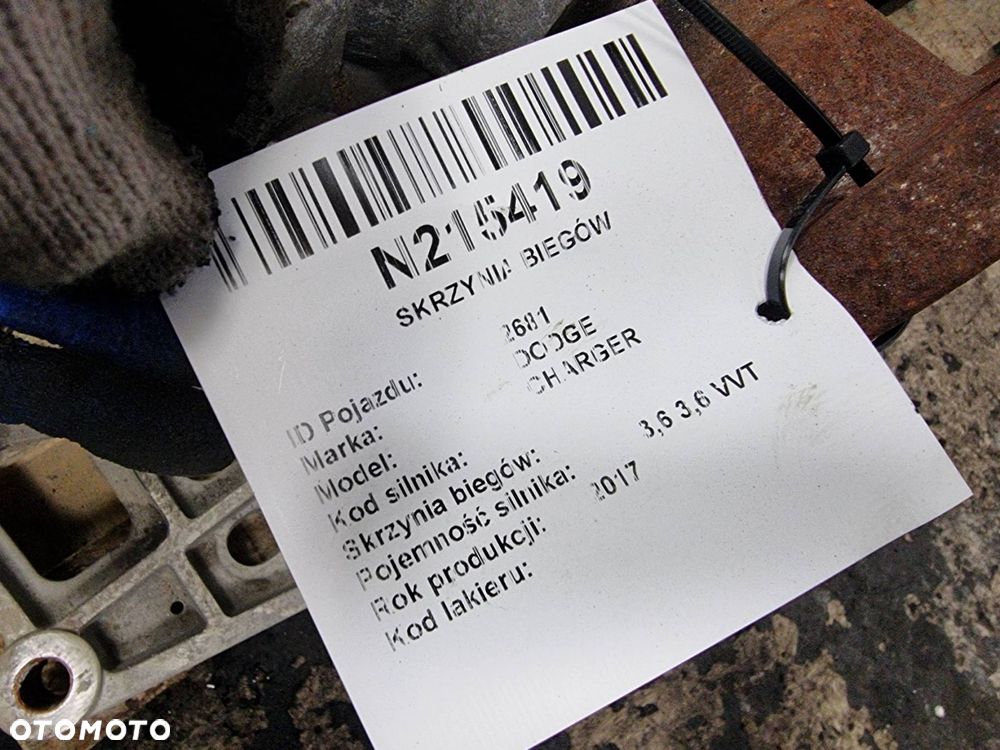 N215419
SKRZYNIA BIEGÓW
ID Pojazdu: 2681
Marka: DODGE
Model: CHARGER
Kod silnika:
Skrzynia biegów:
Pojemność silnika: 3,6 3,6 VVT
Rok produkcji: 2017
Kod lakieru:
OTOMOTO